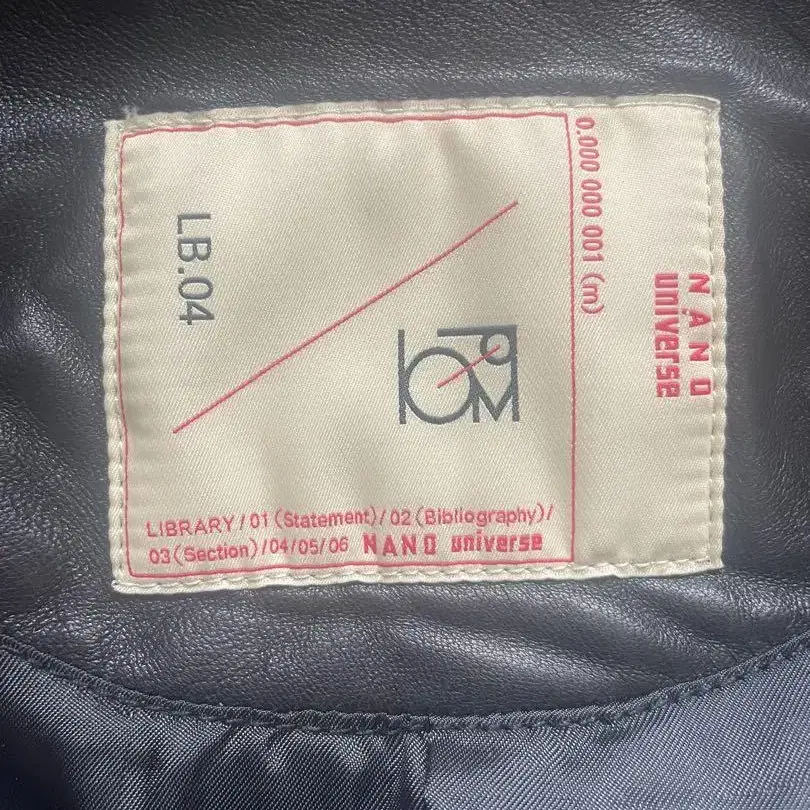 0.000 000 001 (m)
NANO
universe
LB.04
LIBRARY/01 (Statement)/02 (Bibliography)/
03 (Section)/04/05/06 NANO universe